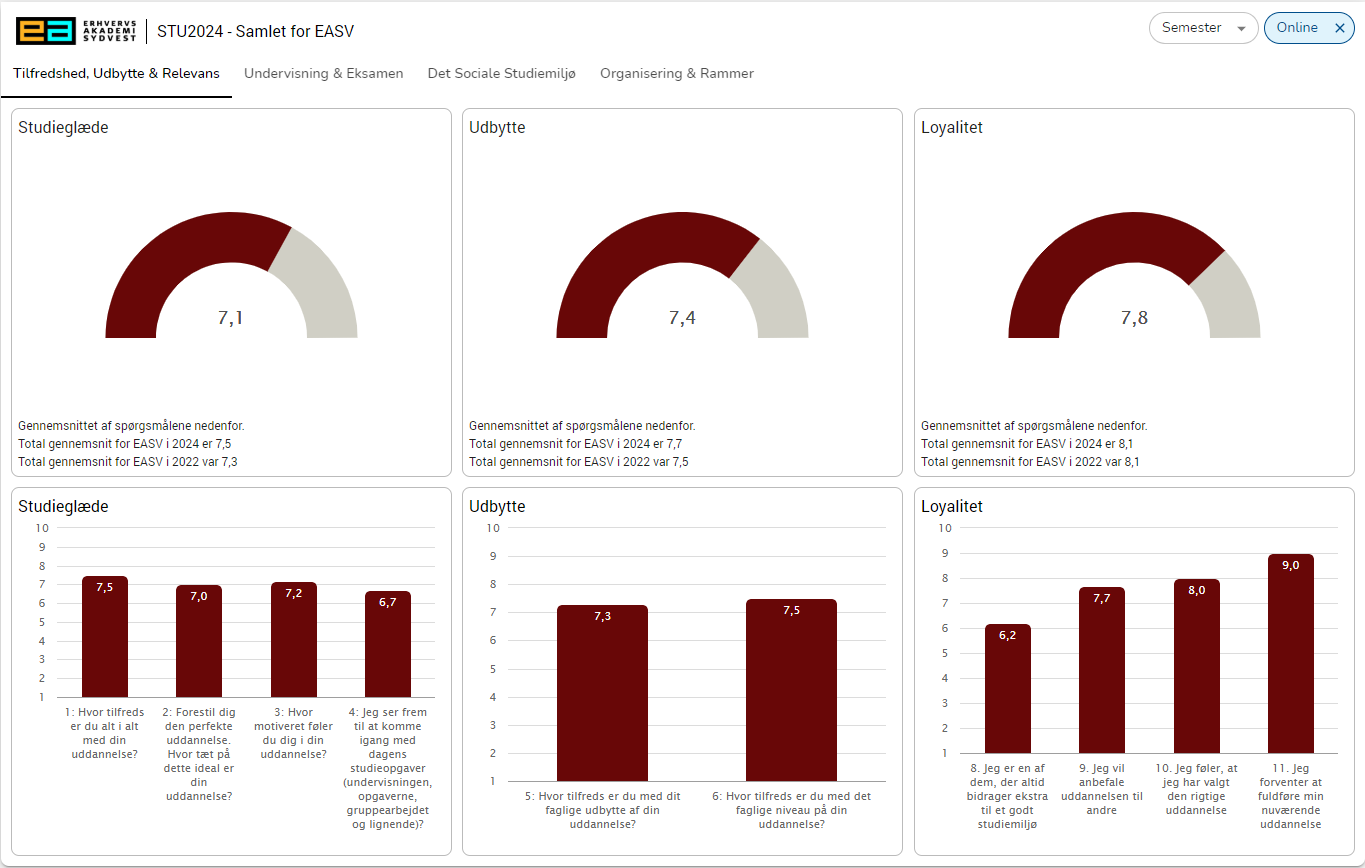 ERHVERVS
AKADEMI
SYDVEST
STU2024 - Samlet for EASV
Semester
Online ×
Tilfredshed, Udbytte & Relevans
Undervisning & Eksamen
Det Sociale Studiemiljø
Organisering & Rammer
Studieglæde
7,1
Gennemsnittet af spørgsmålene nedenfor.
Total gennemsnit for EASV i 2024 er 7,5
Total gennemsnit for EASV i 2022 var 7,3
Udbytte
7,4
Gennemsnittet af spørgsmålene nedenfor.
Total gennemsnit for EASV i 2024 er 7,7
Total gennemsnit for EASV i 2022 var 7,5
Loyalitet
7,8
Gennemsnittet af spørgsmålene nedenfor.
Total gennemsnit for EASV i 2024 er 8,1
Total gennemsnit for EASV i 2022 var 8,1
Studieglæde
10
9
8
7
6
5
4
3
2
1
7,5
7,0
7,2
6,7
1: Hvor tilfreds
er du alt i alt
med din
uddannelse?
2: Forestil dig
den perfekte
uddannelse.
Hvor tæt på
dette ideal er
din
uddannelse?
3: Hvor
motiveret føler
du dig i din
uddannelse?
4: Jeg ser frem
til at komme
igang med
dagens
studieopgaver
(undervisningen,
opgaverne,
gruppearbejdet
og lignende)?
Udbytte
10
9
8
7
6
5
4
3
2
1
7,3
7,5
5: Hvor tilfreds er du med dit
faglige udbytte af din
uddannelse?
6: Hvor tilfreds er du med det
faglige niveau på din
uddannelse?
Loyalitet
10
9
8
7
6
5
4
3
2
1
6,2
7,7
8,0
9,0
8. Jeg er en af
dem, der altid
bidrager ekstra
til et godt
studiemiljø
9. Jeg vil
anbefale
uddannelsen til
andre
10. Jeg føler, at
jeg har valgt
den rigtige
uddannelse
11. Jeg
forventer at
fuldføre min
nuværende
uddannelse